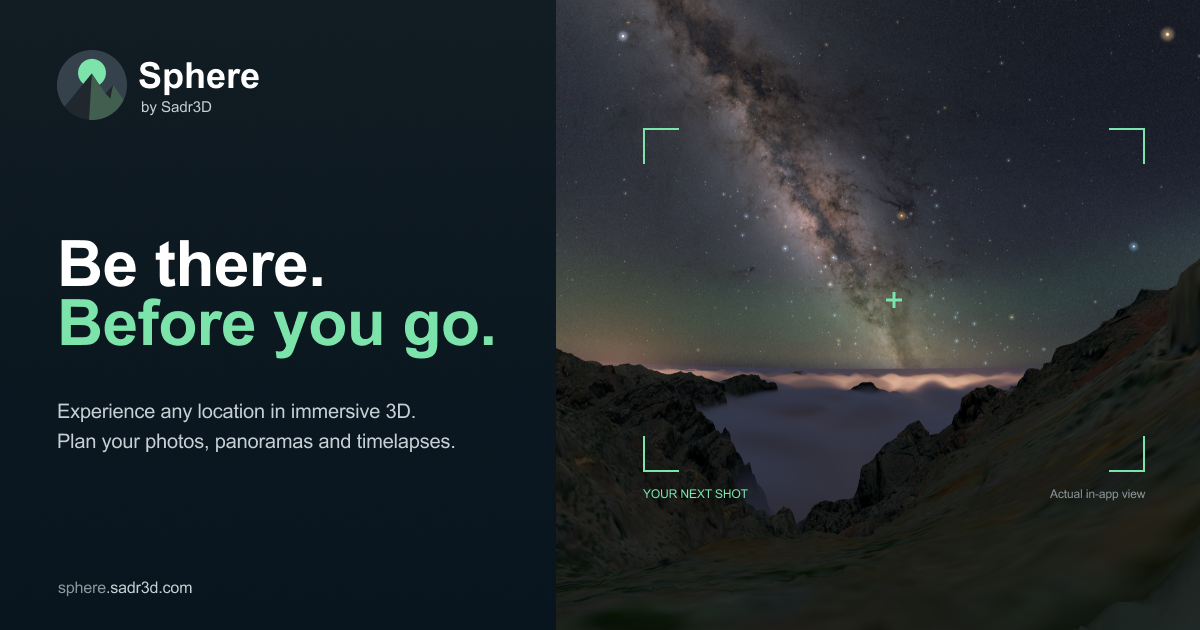 Sphere
by Sadr3D
Be there.
Before you go.
Experience any location in immersive 3D.
Plan your photos, panoramas and timelapses.
YOUR NEXT SHOT
Actual in-app view
sphere.sadr3d.com